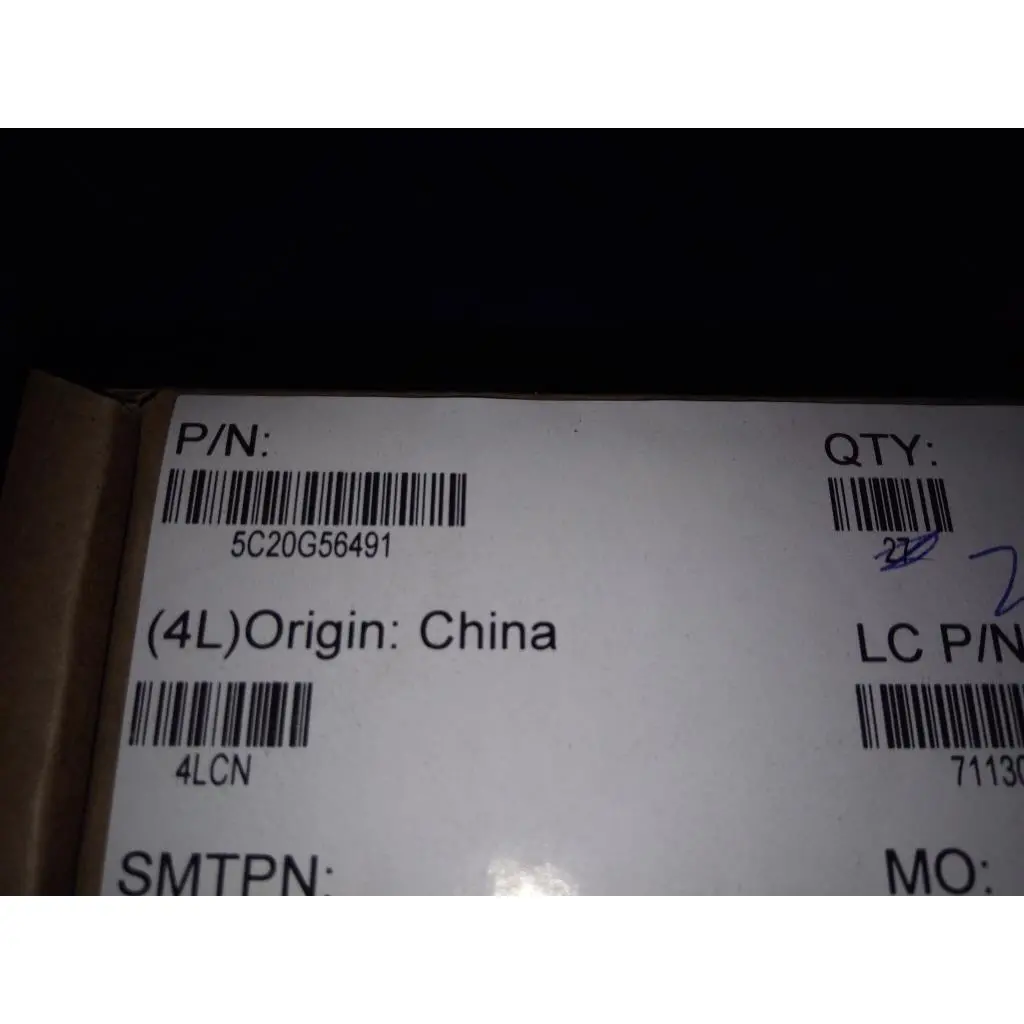 P/N:
5C20G56491
QTY:
27
(4L)Origin: China
4LCN
LC P/N
7113
SMTPN:
MO: